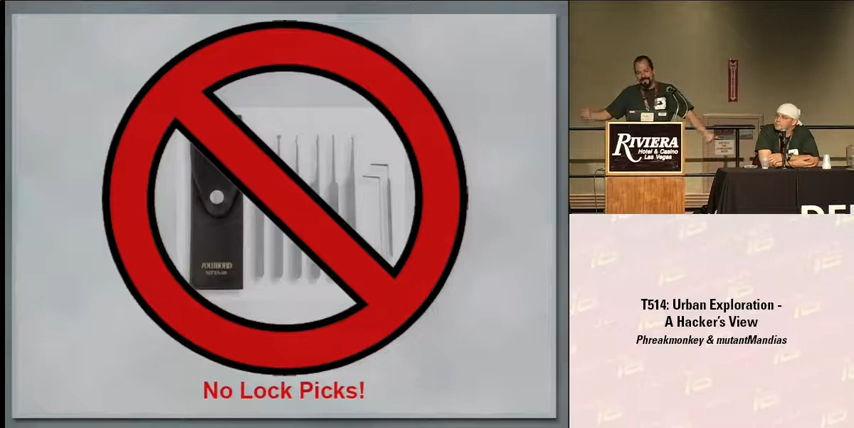 No Lock Picks!
RIVIERA
Hotel & Casino
Las Vegas
T514: Urban Exploration -
A Hacker's View
Phreakmonkey & mutantMandias